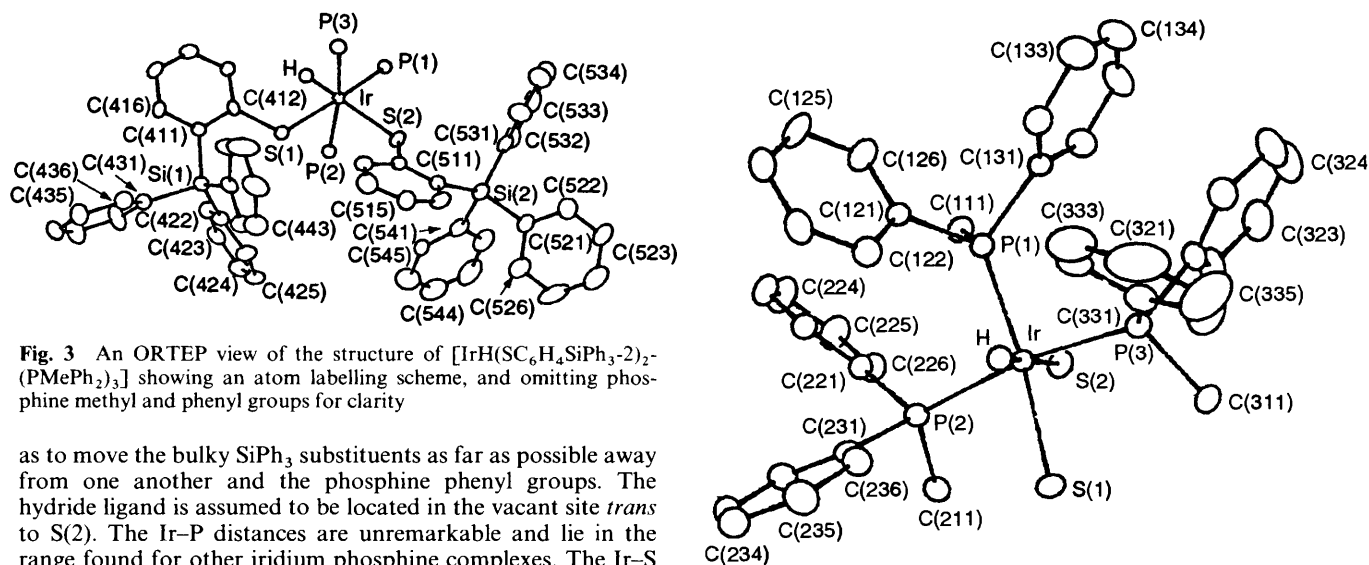 P(3)
H
P(1)
C(534)
C(412)
Ir
C(416)
S(2)
C(533)
C(411)
C(531)
C(532)
S(1)
C(436)
C(431)
P(2)
C(511)
Si(1)
Si(2)
C(522)
C(435)
C(422)
C(515)
C(443)
C(541)
C(521)
C(423)
C(545)
C(523)
C(424)
C(425)
C(526)
C(544)
Fig. 3 An ORTEP view of the structure of [IrH(SC6H4SiPh3-2)2-
(PMePh2)3] showing an atom labelling scheme, and omitting phos-
phine methyl and phenyl groups for clarity
as to move the bulky SiPh3 substituents as far as possible away
from one another and the phosphine phenyl groups. The
hydride ligand is assumed to be located in the vacant site trans
to S(2). The Ir–P distances are unremarkable and lie in the
range found for other iridium phosphine complexes. The Ir–S
C(134)
C(133)
C(125)
C(126)
C(131)
C(324)
C(121)
C(111)
C(333)
C(321)
C(323)
C(122)
P(1)
C(224)
C(335)
C(225)
C(331)
H
Ir
P(3)
C(226)
C(221)
S(2)
C(311)
P(2)
C(231)
C(236)
S(1)
C(235)
C(211)
C(234)